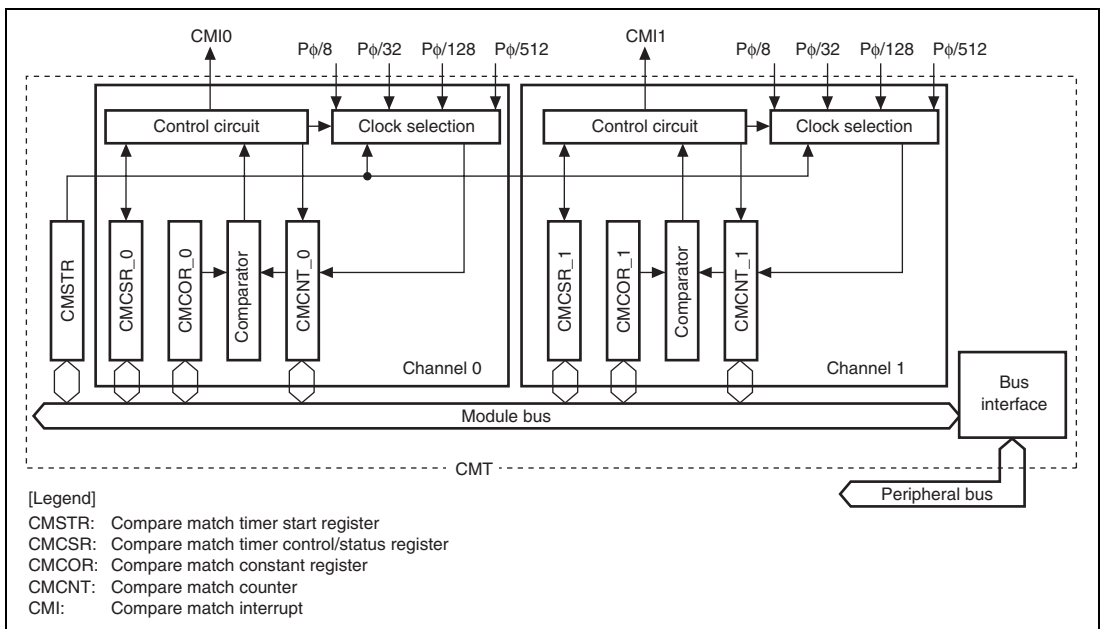 CMI0
Pϕ/8 Pϕ/32 Pϕ/128 Pϕ/512
CMI1
Pϕ/8 Pϕ/32 Pϕ/128 Pϕ/512
Control circuit
Clock selection
Control circuit
Clock selection
CMSTR
CMCSR_0
CMCOR_0
Comparator
CMCNT_0
CMCSR_1
CMCOR_1
Comparator
CMCNT_1
Channel 0
Channel 1
Bus
interface
Module bus
CMT
Peripheral bus
[Legend]
CMSTR: Compare match timer start register
CMCSR: Compare match timer control/status register
CMCOR: Compare match constant register
CMCNT: Compare match counter
CMI: Compare match interrupt